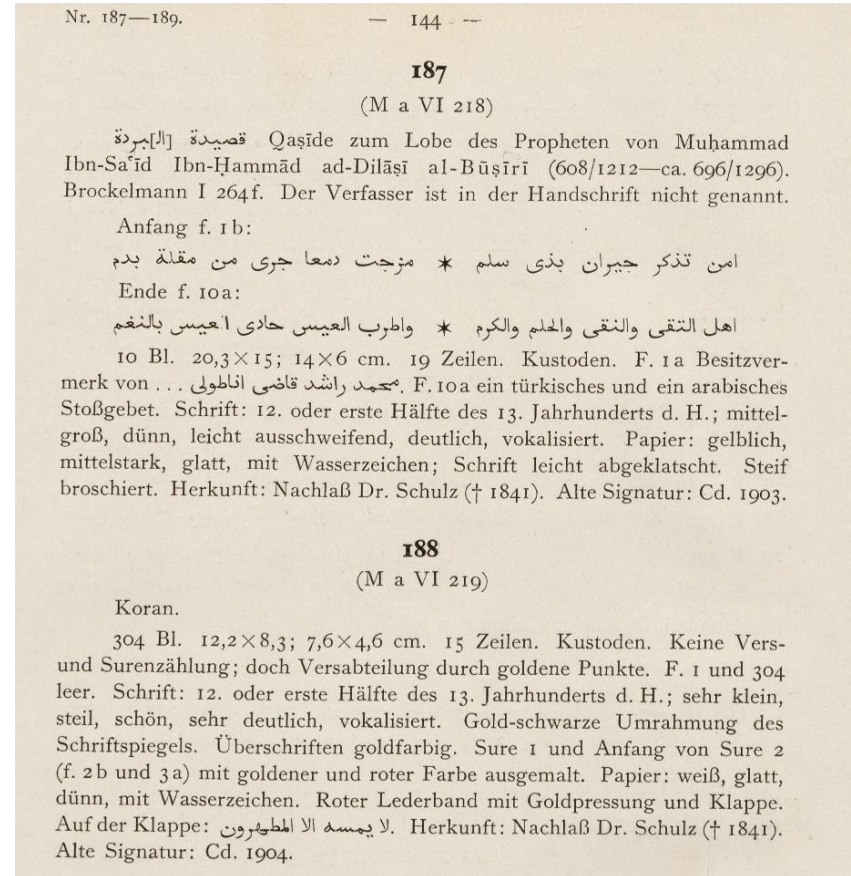 Nr. 187—189. — 144 —
187
(M a VI 218)
قصيدة [ال]بردة Qaṣīde zum Lobe des Propheten von Muḥammad
Ibn-Saʿīd Ibn-Ḥammād ad-Dilāṣī al-Būṣīrī (608/1212—ca. 696/1296).
Brockelmann I 264f. Der Verfasser ist in der Handschrift nicht genannt.
Anfang f. 1b:
امن تذكر جيران بذى سلم ✶ مزجت دمعا جرى من مقلة بدم
Ende f. 10a:
اهل التقى والنقى والحلم والكرم ✶ واطرب العيس حادى العيس بالنغم
10 Bl. 20,3×15; 14×6 cm. 19 Zeilen. Kustoden. F. 1a Besitzver-
merk von . . . محمد راشد قاضى اناطولى. F. 10a ein türkisches und ein arabisches
Stoßgebet. Schrift: 12. oder erste Hälfte des 13. Jahrhunderts d. H.; mittel-
groß, dünn, leicht ausschweifend, deutlich, vokalisiert. Papier: gelblich,
mittelstark, glatt, mit Wasserzeichen; Schrift leicht abgeklatscht. Steif
broschiert. Herkunft: Nachlaß Dr. Schulz († 1841). Alte Signatur: Cd. 1903.
188
(M a VI 219)
Koran.
304 Bl. 12,2×8,3; 7,6×4,6 cm. 15 Zeilen. Kustoden. Keine Vers-
und Surenzählung; doch Versabteilung durch goldene Punkte. F. 1 und 304
leer. Schrift: 12. oder erste Hälfte des 13. Jahrhunderts d. H.; sehr klein,
steil, schön, sehr deutlich, vokalisiert. Gold-schwarze Umrahmung des
Schriftspiegels. Überschriften goldfarbig. Sure 1 und Anfang von Sure 2
(f. 2b und 3a) mit goldener und roter Farbe ausgemalt. Papier: weiß, glatt,
dünn, mit Wasserzeichen. Roter Lederband mit Goldpressung und Klappe.
Auf der Klappe: لا يمسه الا المطهرون. Herkunft: Nachlaß Dr. Schulz († 1841).
Alte Signatur: Cd. 1904.